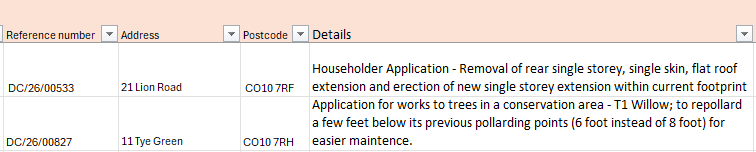 Reference number Address Postcode Details
Householder Application - Removal of rear single storey, single skin, flat roof
DC/26/00533 21 Lion Road CO10 7RF extension and erection of new single storey extension within current footprint
Application for works to trees in a conservation area - T1 Willow; to repollard
a few feet below its previous pollarding points (6 foot instead of 8 foot) for
DC/26/00827 11 Tye Green CO10 7RH easier maintence.